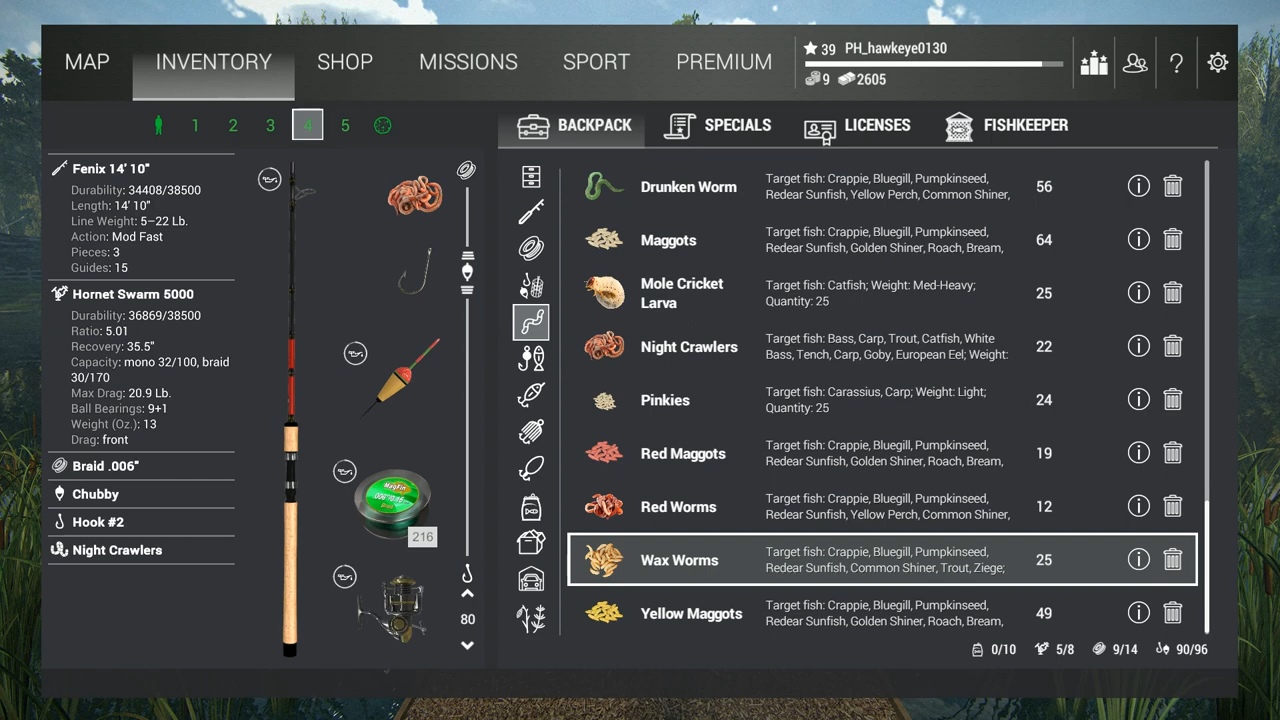 MAP
INVENTORY
SHOP
MISSIONS
SPORT
PREMIUM
39 PH_hawkeye0130
9 2605
?
1 2 3 4 5
BACKPACK
SPECIALS
LICENSES
FISHKEEPER
Fenix 14' 10"
Durability: 34408/38500
Length: 14' 10"
Line Weight: 5–22 Lb.
Action: Mod Fast
Pieces: 3
Guides: 15
Hornet Swarm 5000
Durability: 36869/38500
Ratio: 5.01
Recovery: 35.5"
Capacity: mono 32/100, braid
30/170
Max Drag: 20.9 Lb.
Ball Bearings: 9+1
Weight (Oz.): 13
Drag: front
Braid .006"
Chubby
Hook #2
Night Crawlers
MagFin
216
80
Drunken Worm
Target fish: Crappie, Bluegill, Pumpkinseed,
Redear Sunfish, Yellow Perch, Common Shiner,
56
Maggots
Target fish: Crappie, Bluegill, Pumpkinseed,
Redear Sunfish, Golden Shiner, Roach, Bream,
64
Mole Cricket
Larva
Target fish: Catfish; Weight: Med-Heavy;
Quantity: 25
25
Night Crawlers
Target fish: Bass, Carp, Trout, Catfish, White
Bass, Tench, Carp, Goby, European Eel; Weight:
22
Pinkies
Target fish: Carassius, Carp; Weight: Light;
Quantity: 25
24
Red Maggots
Target fish: Crappie, Bluegill, Pumpkinseed,
Redear Sunfish, Golden Shiner, Roach, Bream,
19
Red Worms
Target fish: Crappie, Bluegill, Pumpkinseed,
Redear Sunfish, Yellow Perch, Common Shiner,
12
Wax Worms
Target fish: Crappie, Bluegill, Pumpkinseed,
Redear Sunfish, Common Shiner, Trout, Ziege;
25
Yellow Maggots
Target fish: Crappie, Bluegill, Pumpkinseed,
Redear Sunfish, Golden Shiner, Roach, Bream,
49
0/10 5/8 9/14 90/96